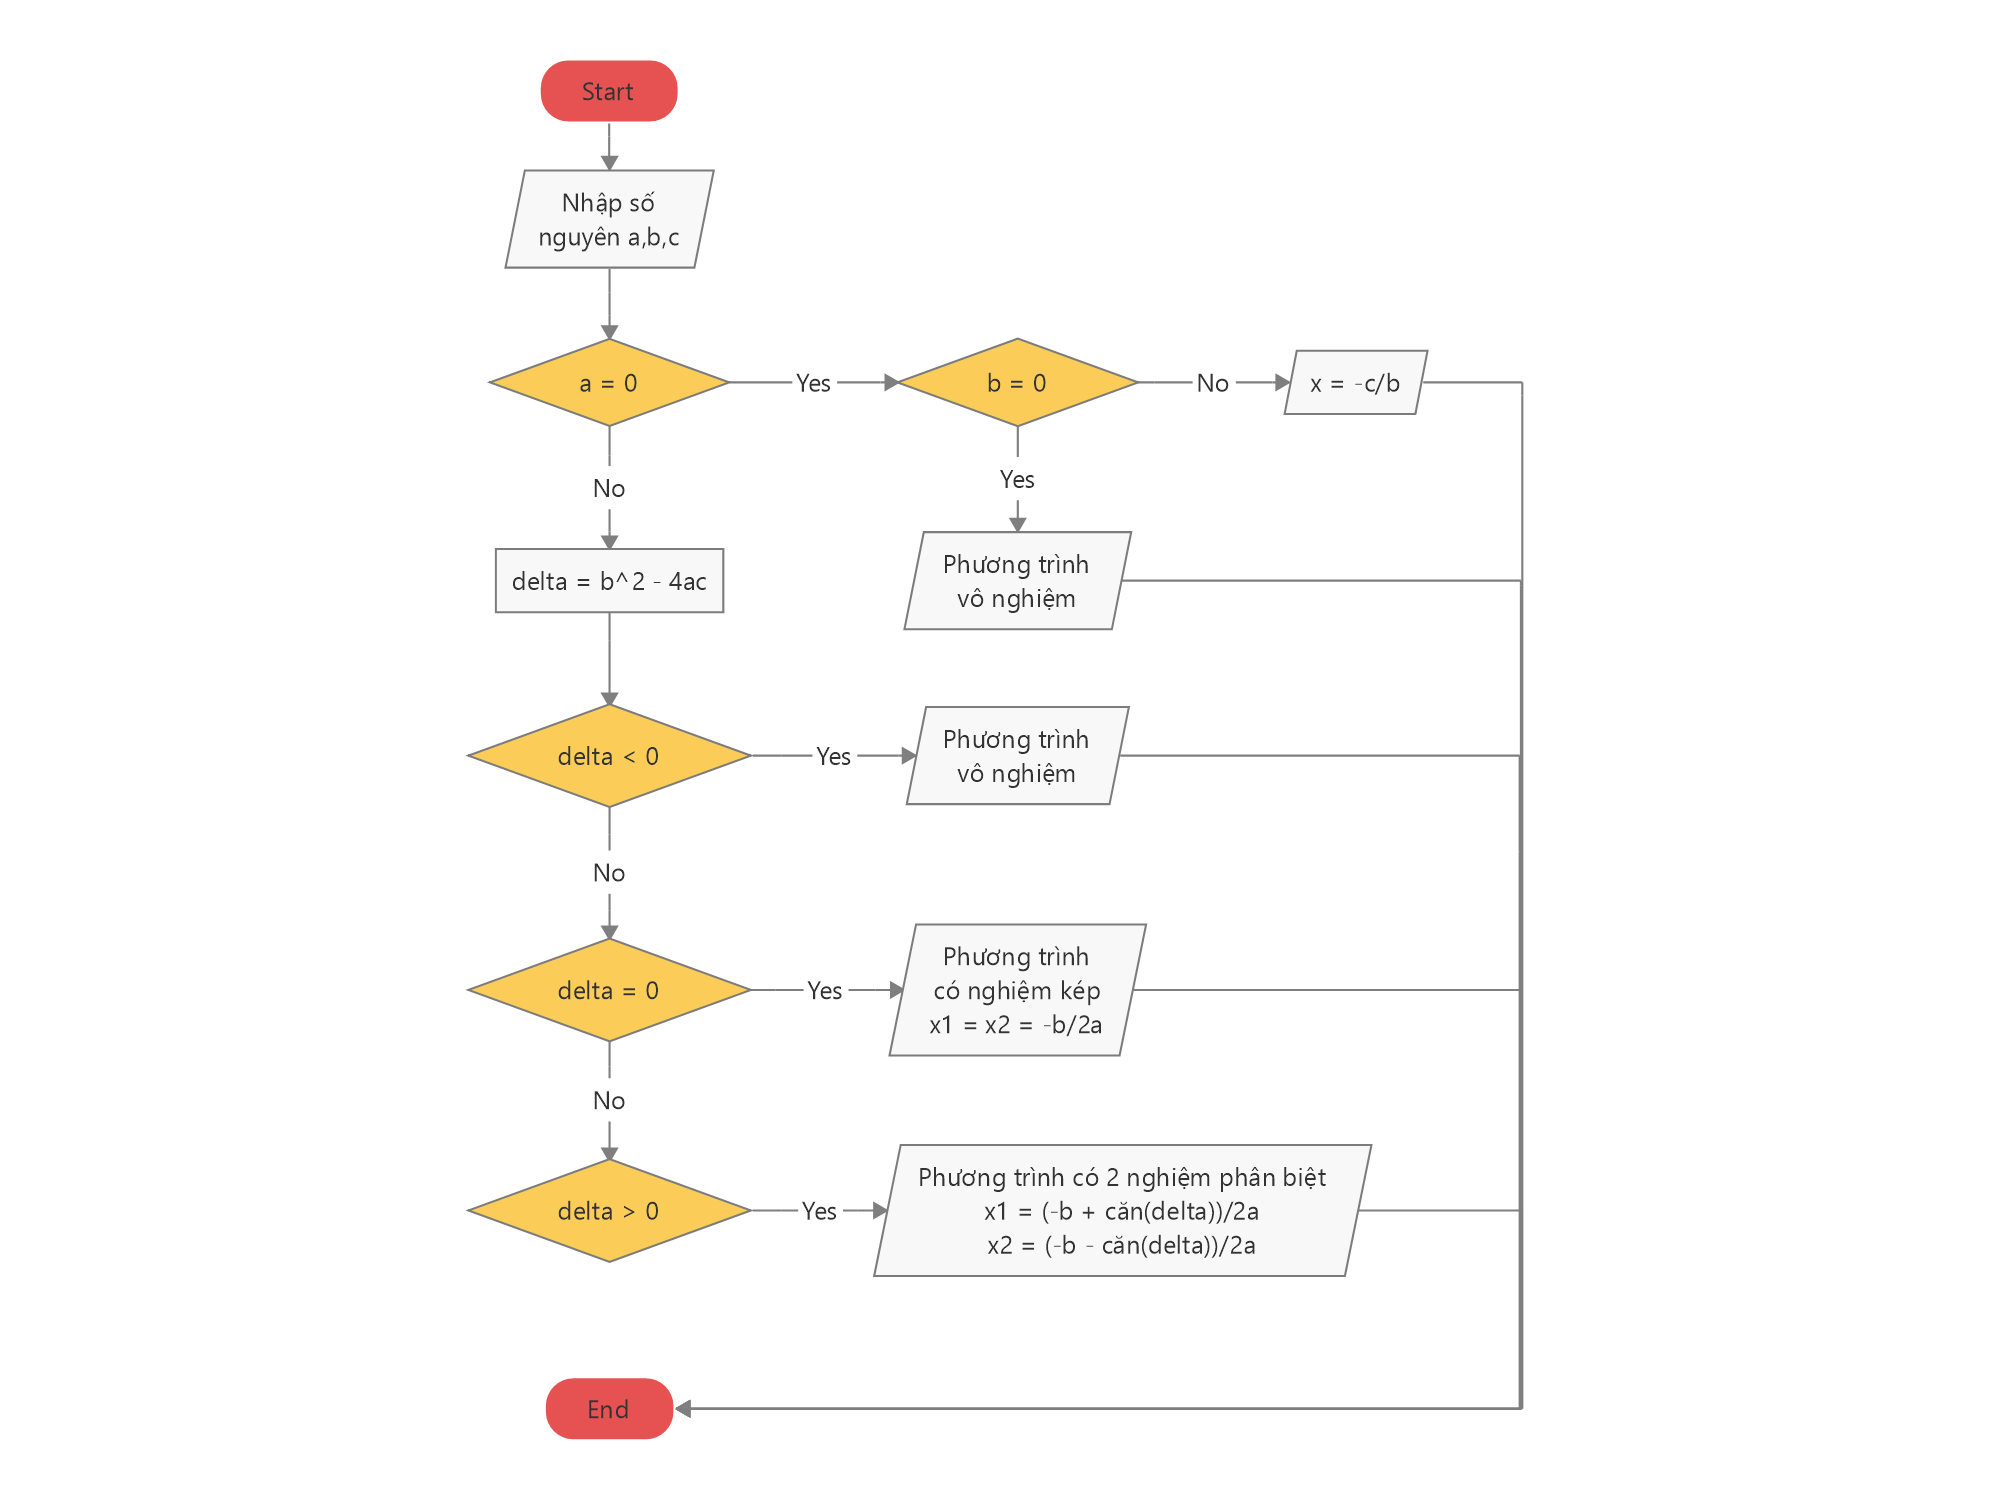 Start
Nhập số
nguyên a,b,c
a = 0
Yes
b = 0
No
x = -c/b
No
Yes
delta = b^2 - 4ac
Phương trình
vô nghiệm
delta < 0
Yes
Phương trình
vô nghiệm
No
delta = 0
Yes
Phương trình
có nghiệm kép
x1 = x2 = -b/2a
No
delta > 0
Yes
Phương trình có 2 nghiệm phân biệt
x1 = (-b + căn(delta))/2a
x2 = (-b - căn(delta))/2a
End